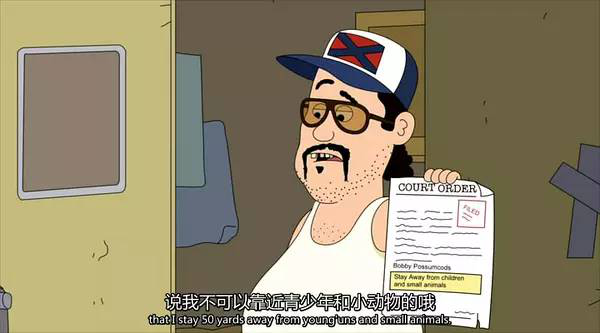 COURT ORDER
FILED
Bobby Possumcods
Stay Away from children
and small animals
说我不可以靠近青少年和小动物的哦
that I stay 50 yards away from young'uns and small animals,